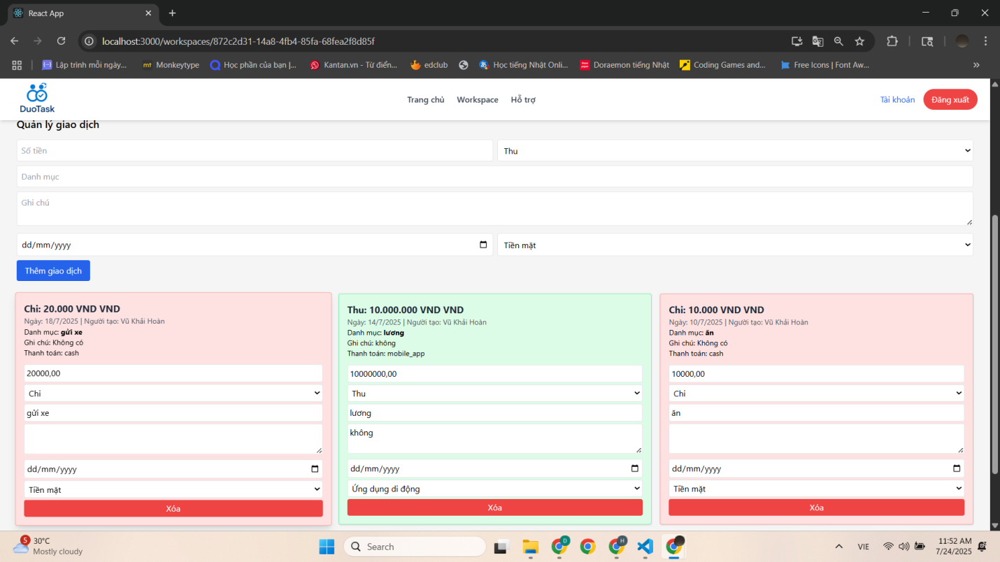 React App
localhost:3000/workspaces/872c2d31-14a8-4fb4-85fa-68fea2f8d85f
Lập trình mỗi ngày...
mt Monkeytype
Học phần của bạn |...
Kantan.vn - Từ điển...
edclub
Học tiếng Nhật Onli...
Doraemon tiếng Nhật
Coding Games and...
Free Icons | Font Aw...
DuoTask
Trang chủ Workspace Hỗ trợ
Tài khoản Đăng xuất
Quản lý giao dịch
Số tiền
Thu
Danh mục
Ghi chú
dd/mm/yyyy
Tiền mặt
Thêm giao dịch
Chi: 20.000 VND VND
Ngày: 18/7/2025 | Người tạo: Vũ Khải Hoàn
Danh mục: gửi xe
Ghi chú: Không có
Thanh toán: cash
20000,00
Chi
gửi xe
dd/mm/yyyy
Tiền mặt
Xóa
Thu: 10.000.000 VND VND
Ngày: 14/7/2025 | Người tạo: Vũ Khải Hoàn
Danh mục: lương
Ghi chú: không
Thanh toán: mobile_app
10000000,00
Thu
lương
không
dd/mm/yyyy
Ứng dụng di động
Xóa
Chi: 10.000 VND VND
Ngày: 10/7/2025 | Người tạo: Vũ Khải Hoàn
Danh mục: ăn
Ghi chú: Không có
Thanh toán: cash
10000,00
Chi
ăn
dd/mm/yyyy
Tiền mặt
Xóa
5
30°C
Mostly cloudy
Search
D
H
VIE
11:52 AM
7/24/2025